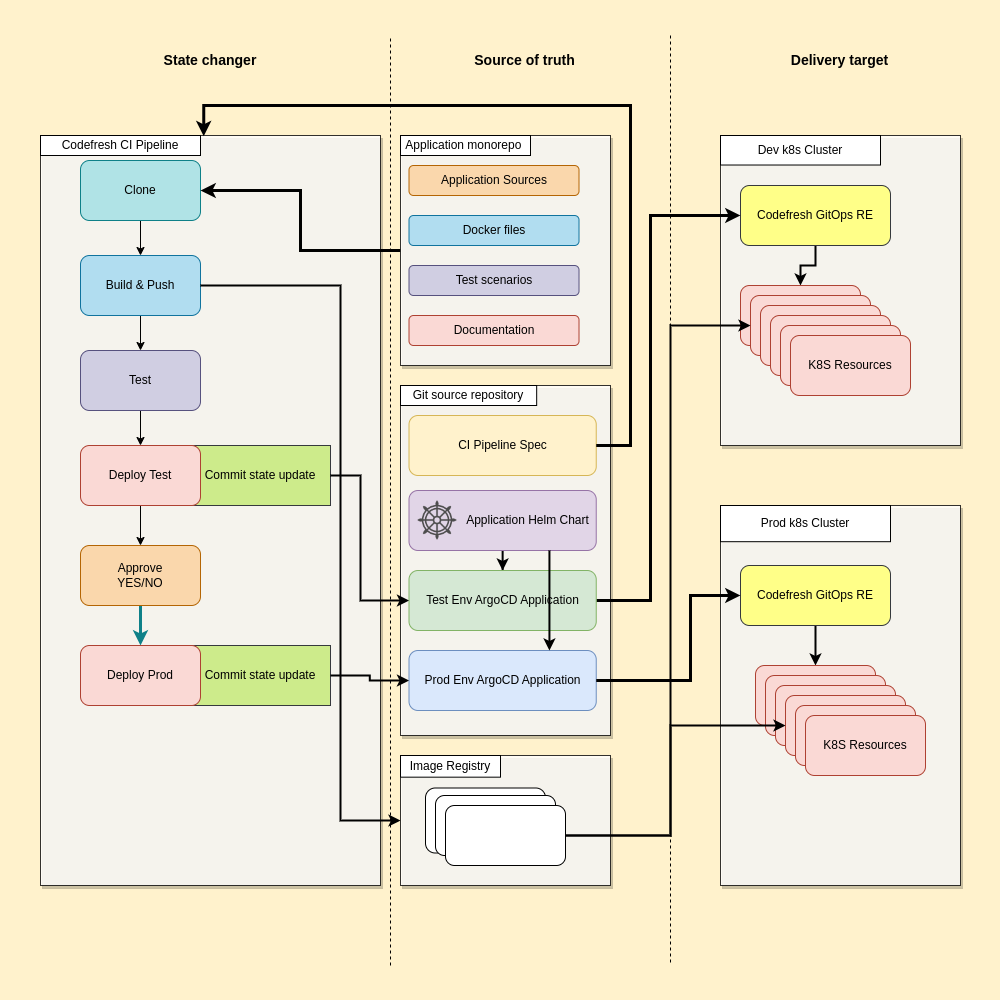 State changer
Source of truth
Delivery target
Codefresh CI Pipeline
Clone
Build & Push
Test
Deploy Test
Commit state update
Approve
YES/NO
Deploy Prod
Commit state update
Application monorepo
Application Sources
Docker files
Test scenarios
Documentation
Git source repository
CI Pipeline Spec
Application Helm Chart
Test Env ArgoCD Application
Prod Env ArgoCD Application
Image Registry
Dev k8s Cluster
Codefresh GitOps RE
K8S Resources
Prod k8s Cluster
Codefresh GitOps RE
K8S Resources